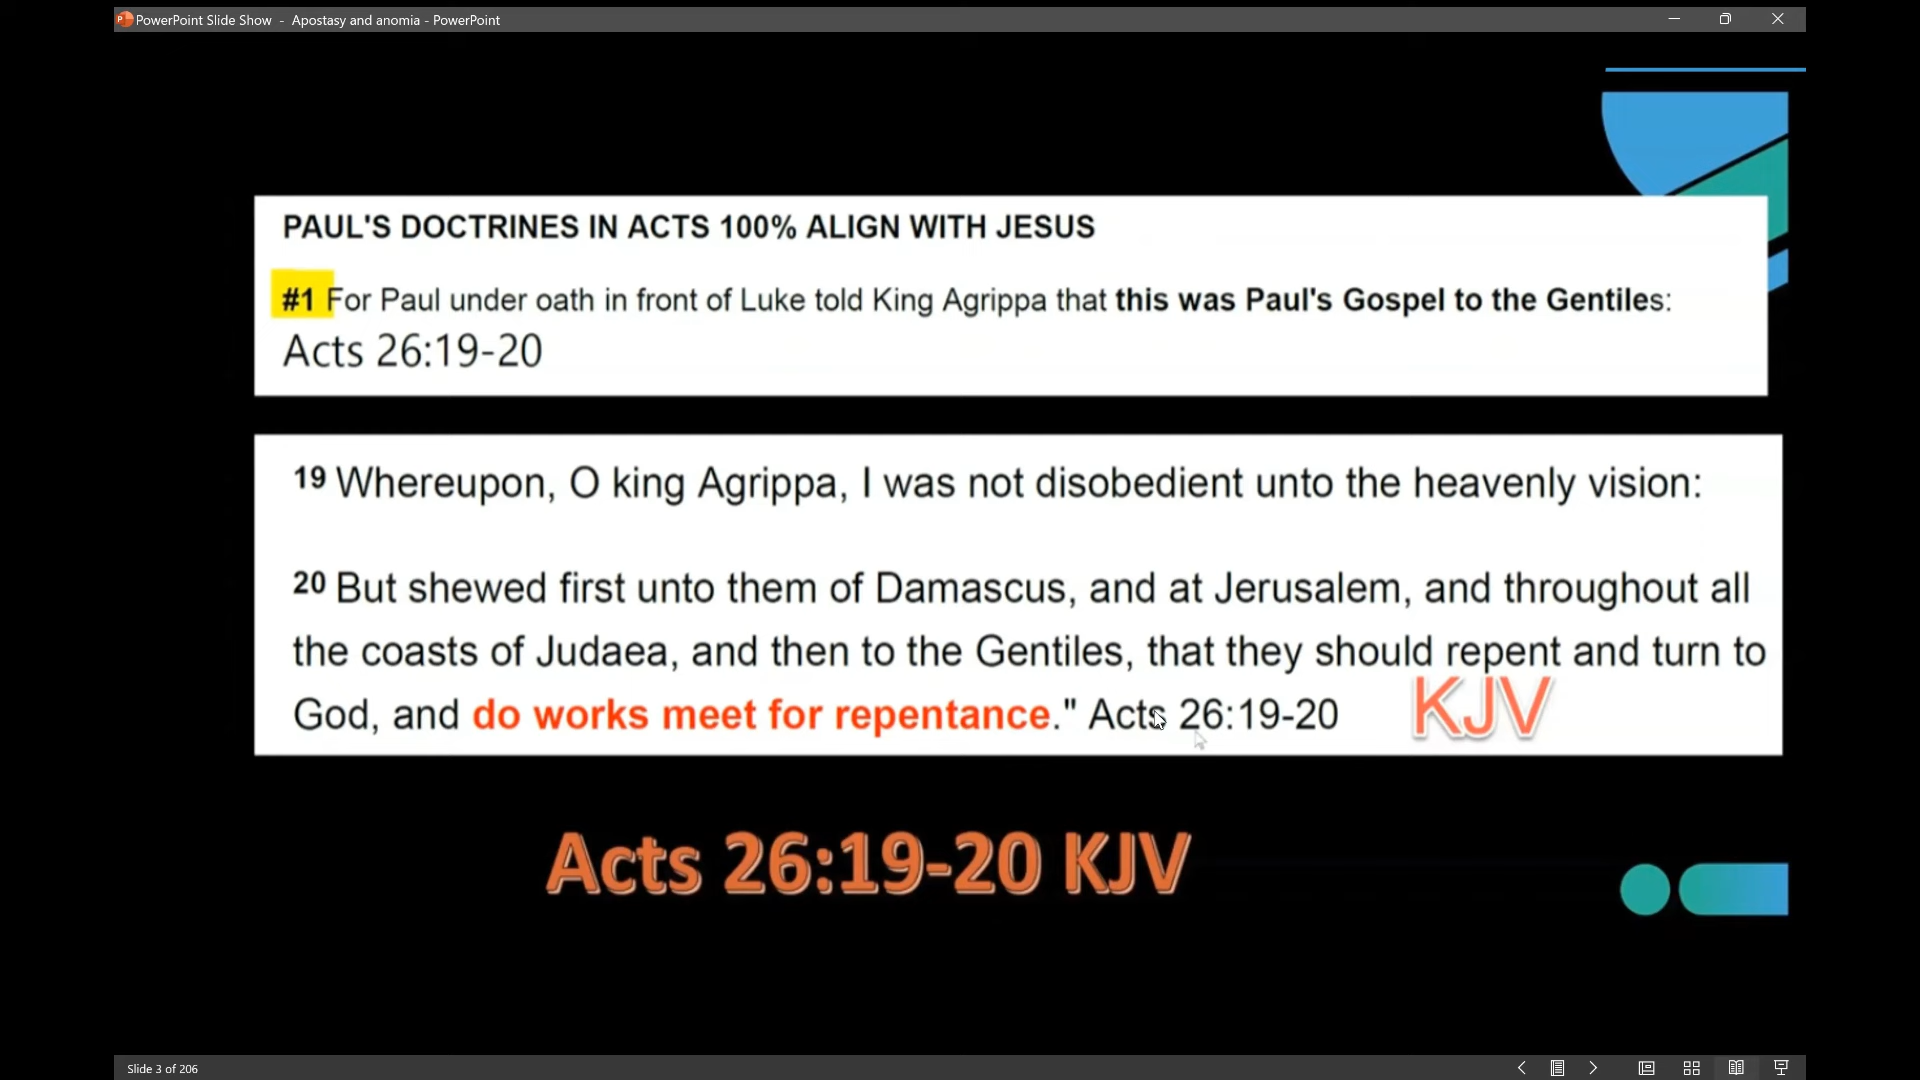 PowerPoint Slide Show - Apostasy and anomia - PowerPoint
PAUL'S DOCTRINES IN ACTS 100% ALIGN WITH JESUS
#1 For Paul under oath in front of Luke told King Agrippa that this was Paul's Gospel to the Gentiles:
Acts 26:19-20
19 Whereupon, O king Agrippa, I was not disobedient unto the heavenly vision:
20 But shewed first unto them of Damascus, and at Jerusalem, and throughout all
the coasts of Judaea, and then to the Gentiles, that they should repent and turn to
God, and do works meet for repentance." Acts 26:19-20 KJV
Acts 26:19-20 KJV
Slide 3 of 206